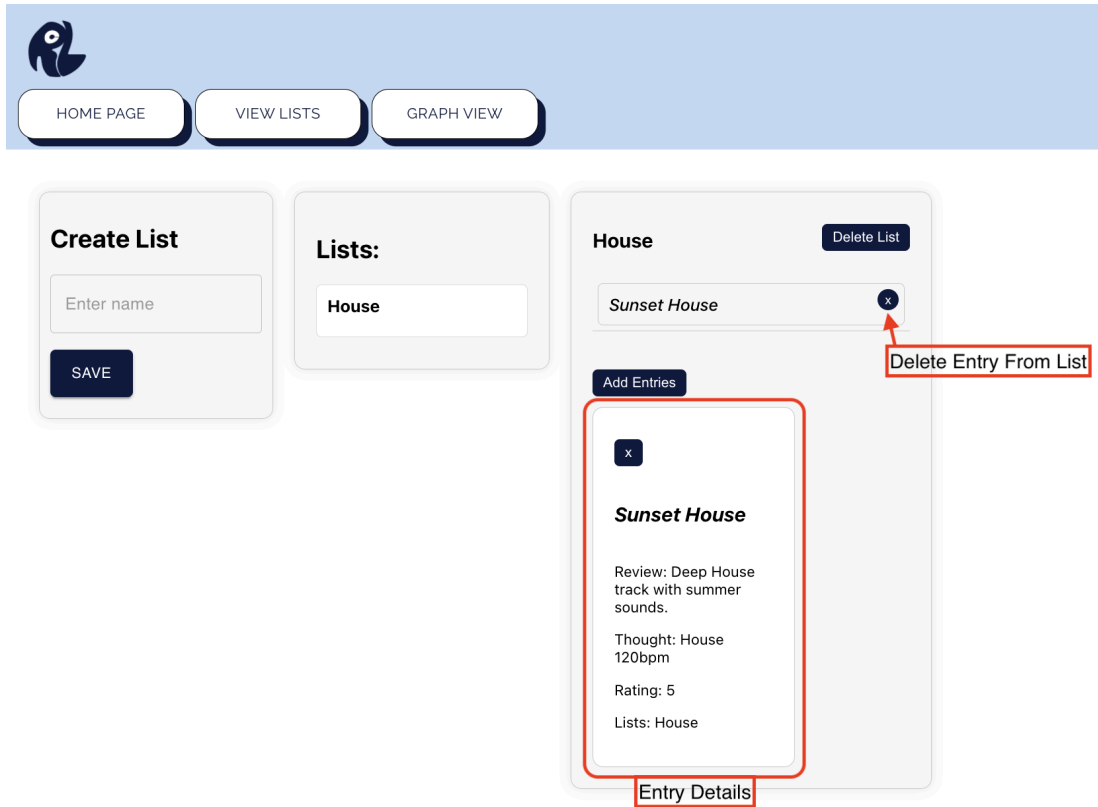 HOME PAGE
VIEW LISTS
GRAPH VIEW
Create List
Enter name
SAVE
Lists:
House
House
Delete List
Sunset House
x
Delete Entry From List
Add Entries
x
Sunset House
Review: Deep House
track with summer
sounds.
Thought: House
120bpm
Rating: 5
Lists: House
Entry Details